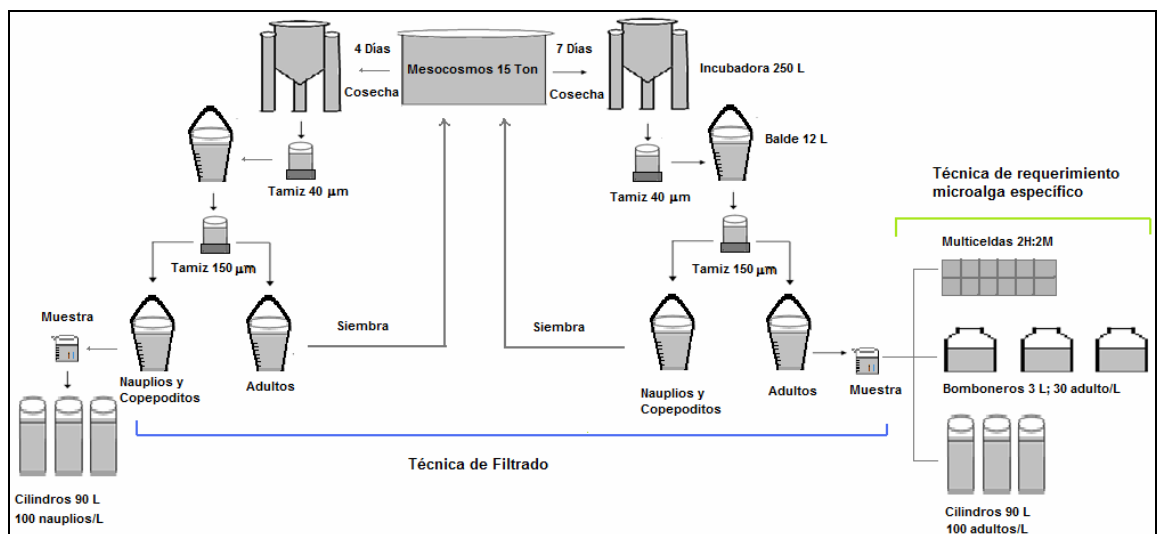 4 Días
Cosecha
Mesocosmos 15 Ton
7 Días
Cosecha
Incubadora 250 L
Balde 12 L
Tamiz 40 µm
Tamiz 40 µm
Técnica de requerimiento
microalga específico
Multiceldas 2H:2M
Tamiz 150 µm
Tamiz 150 µm
Muestra
Siembra
Siembra
Nauplios y
Copepoditos
Adultos
Nauplios y
Copepoditos
Adultos
Muestra
Bomboneros 3 L; 30 adulto/L
Técnica de Filtrado
Cilindros 90 L
100 nauplios/L
Cilindros 90 L
100 adultos/L